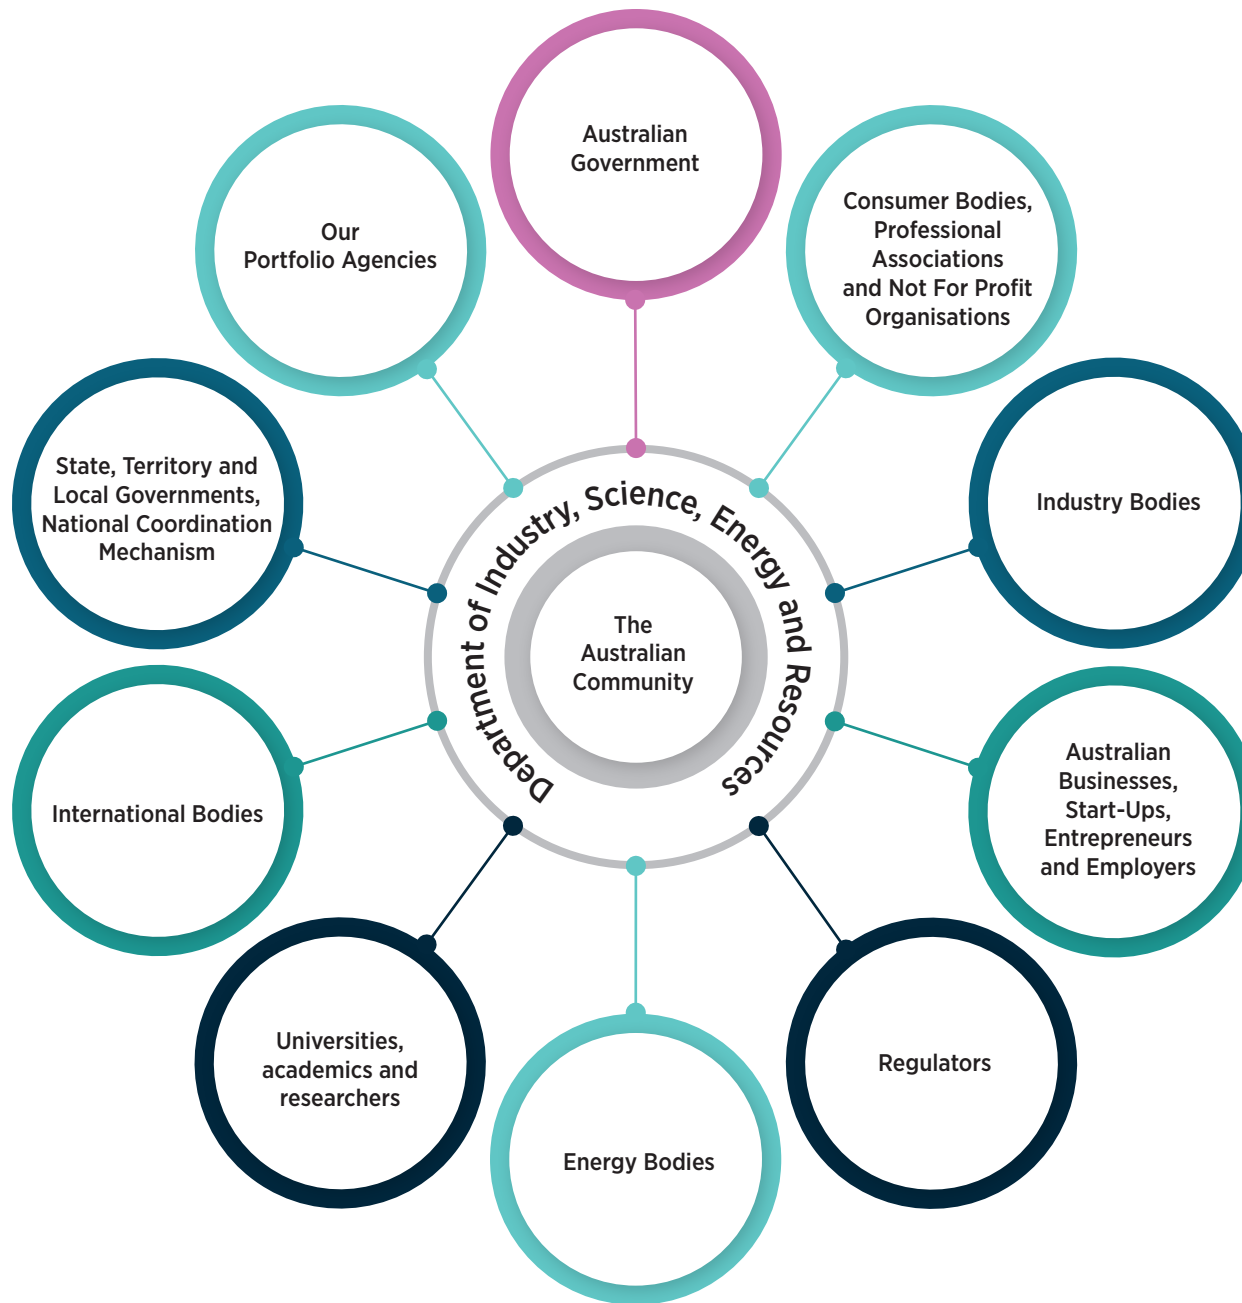 Australian
Government
Consumer Bodies,
Professional
Associations
and Not For Profit
Organisations
Our
Portfolio Agencies
State, Territory and
Local Governments,
National Coordination
Mechanism
Industry Bodies
Department of Industry, Science, Energy and Resources
The
Australian
Community
International Bodies
Australian
Businesses,
Start-Ups,
Entrepreneurs
and Employers
Universities,
academics and
researchers
Regulators
Energy Bodies